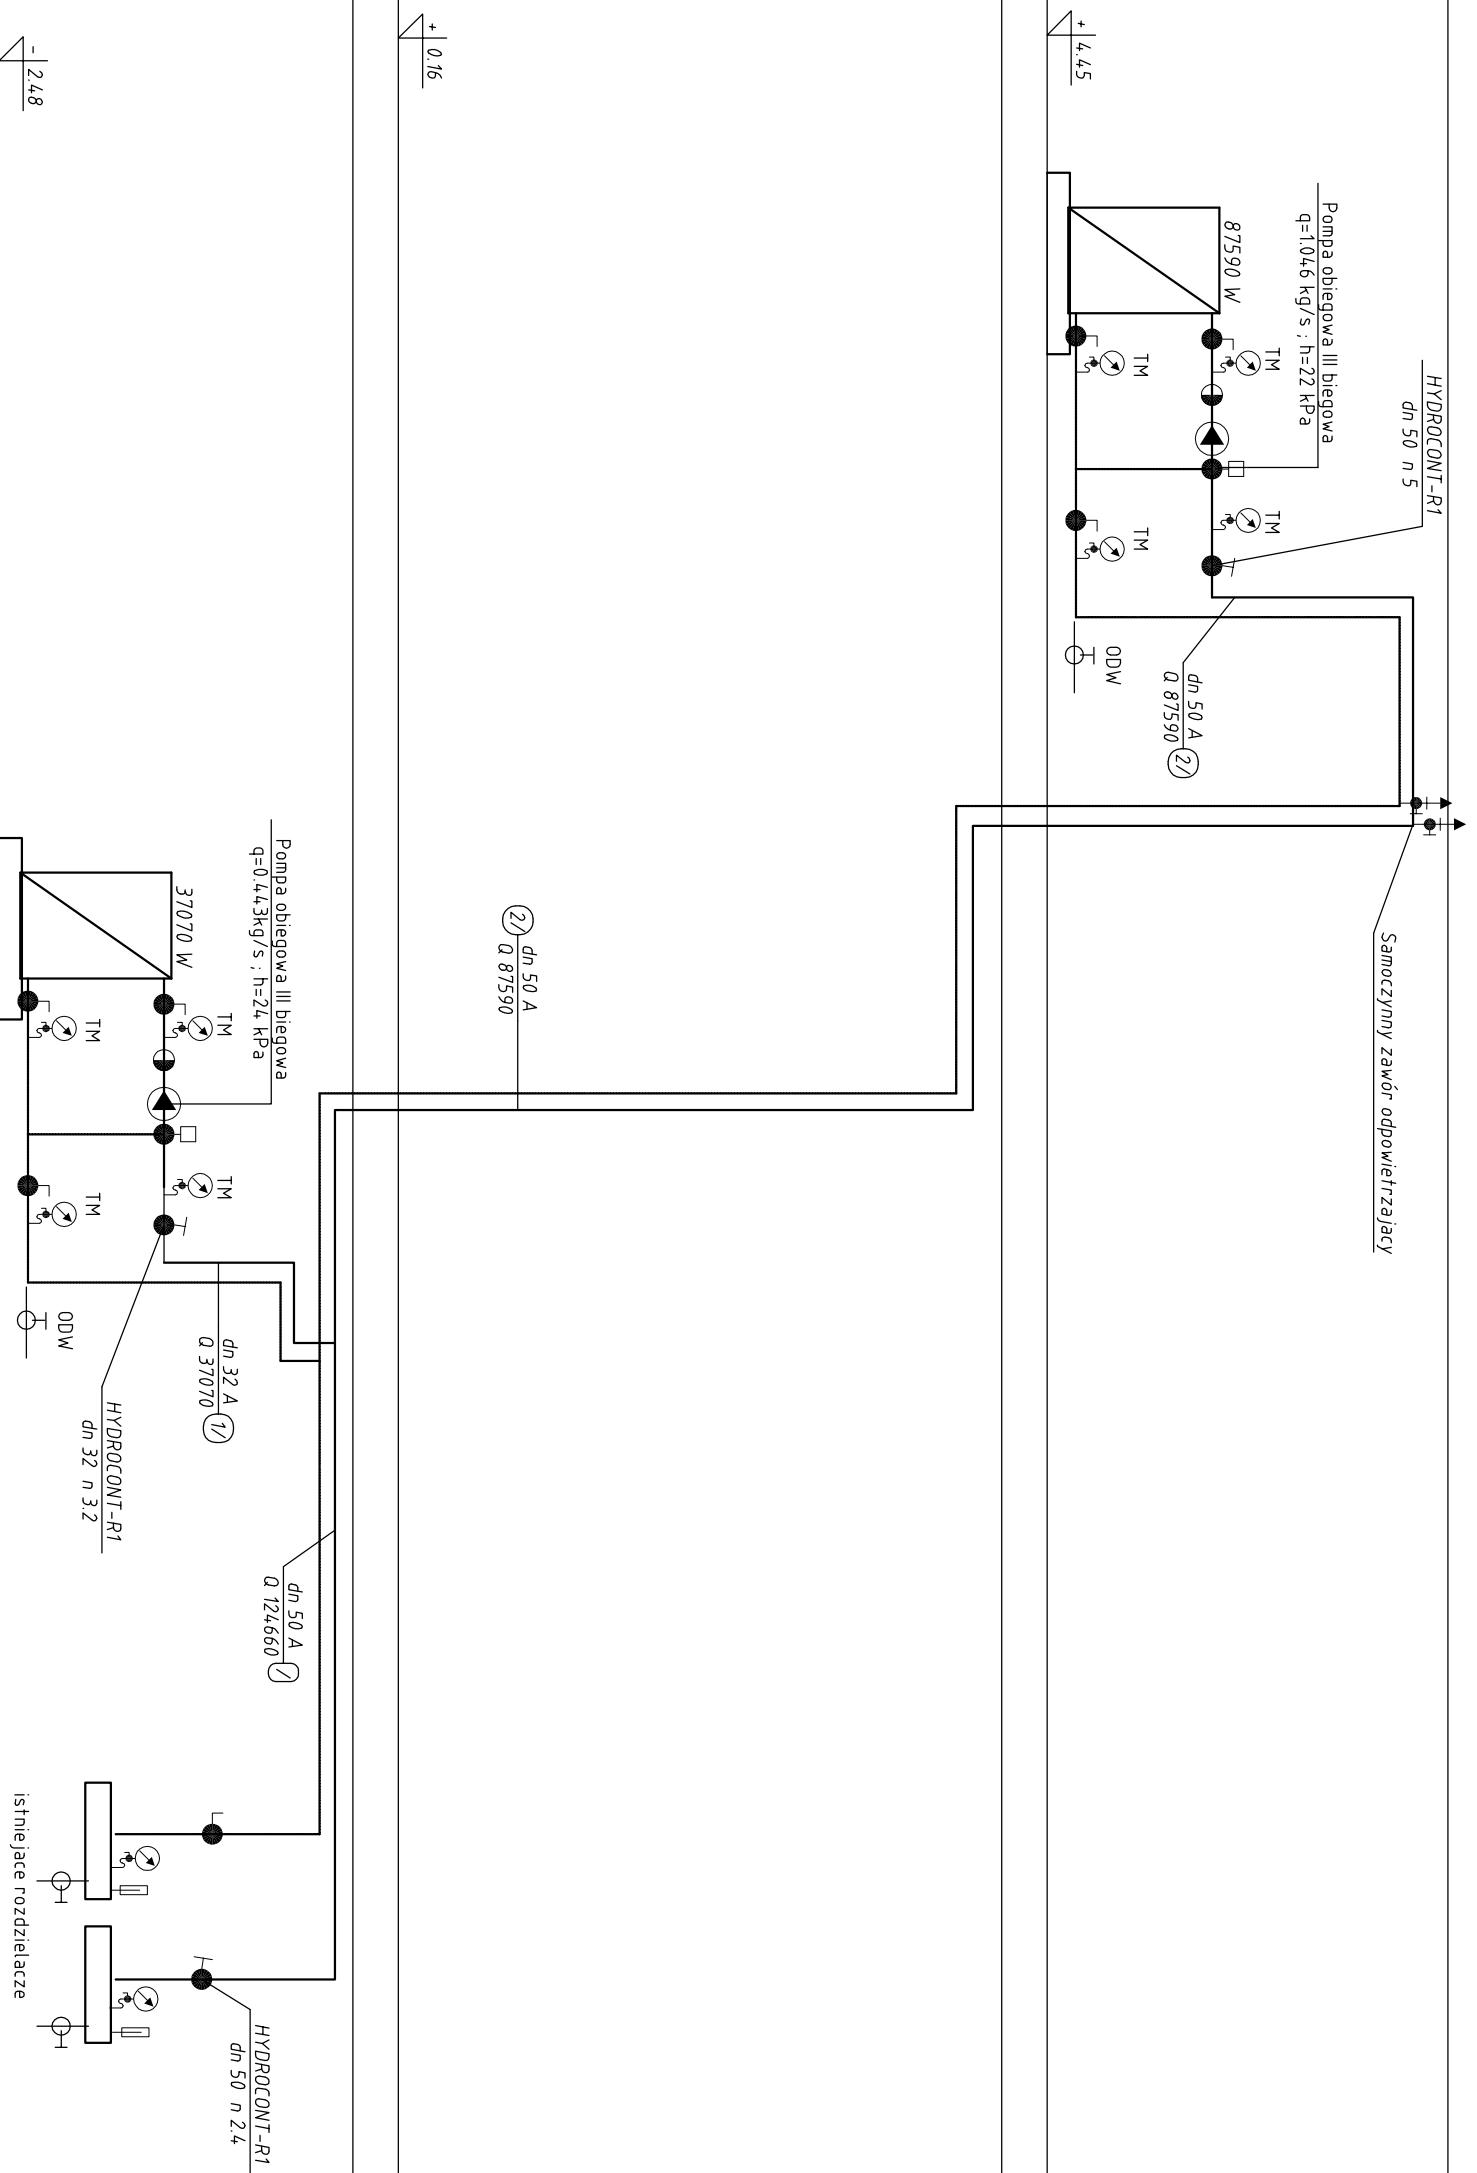 + 4.45
HYDROCONT-R1
dn 50 n 5
Pompa obiegowa III biegowa
q=1.046 kg/s ; h=22 kPa
87590 W
TM
TM
TM
TM
ODW
dn 50 A
Q 87590
2/
Samoczynny zawór odpowietrzajacy
+ 0.16
2/
dn 50 A
Q 87590
- 2.48
Pompa obiegowa III biegowa
q=0.443kg/s ; h=24 kPa
37070 W
TM
TM
TM
TM
ODW
dn 32 A
Q 37070
1/
HYDROCONT-R1
dn 32 n 3.2
dn 50 A
Q 124660
/
HYDROCONT-R1
dn 50 n 2.4
istniejace rozdzielacze